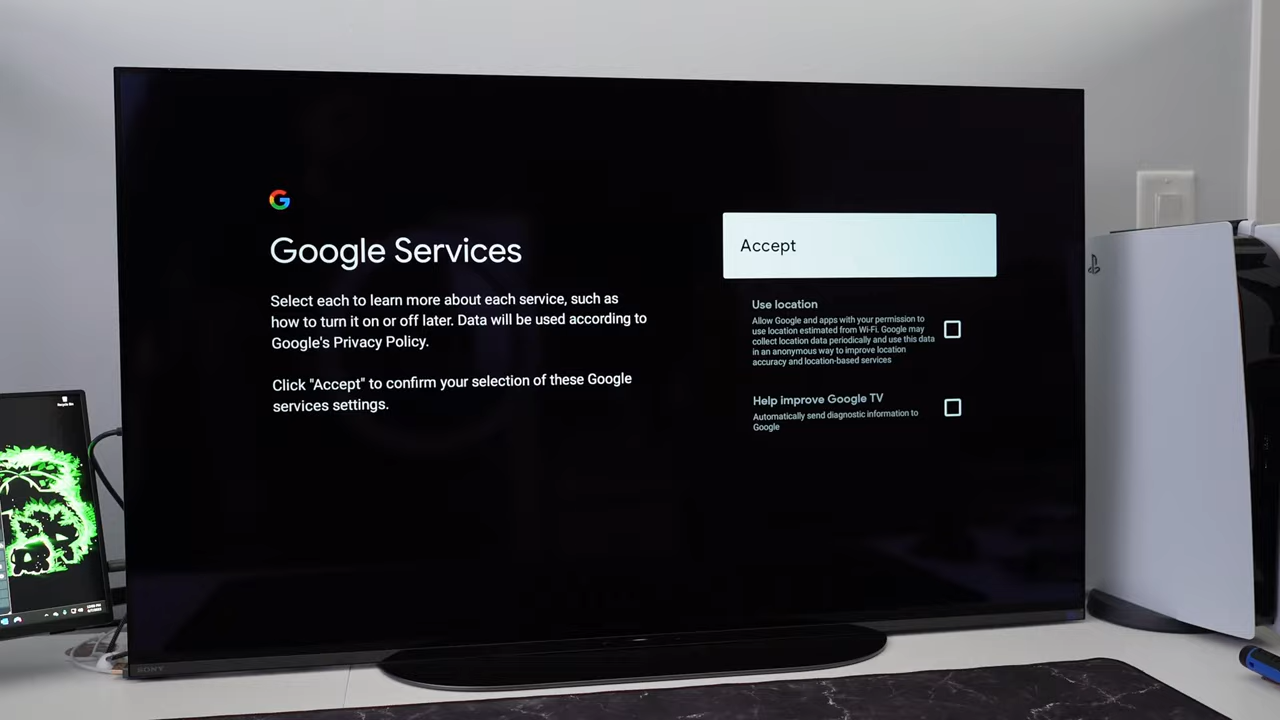 Google Services
Select each to learn more about each service, such as
how to turn it on or off later. Data will be used according to
Google's Privacy Policy.
Click "Accept" to confirm your selection of these Google
services settings.
Accept
Use location
Allow Google and apps with your permission to
use location estimated from Wi-Fi. Google may
collect location data periodically and use this data
in an anonymous way to improve location
accuracy and location-based services
Help improve Google TV
Automatically send diagnostic information to
Google
SONY
Recycle Bin